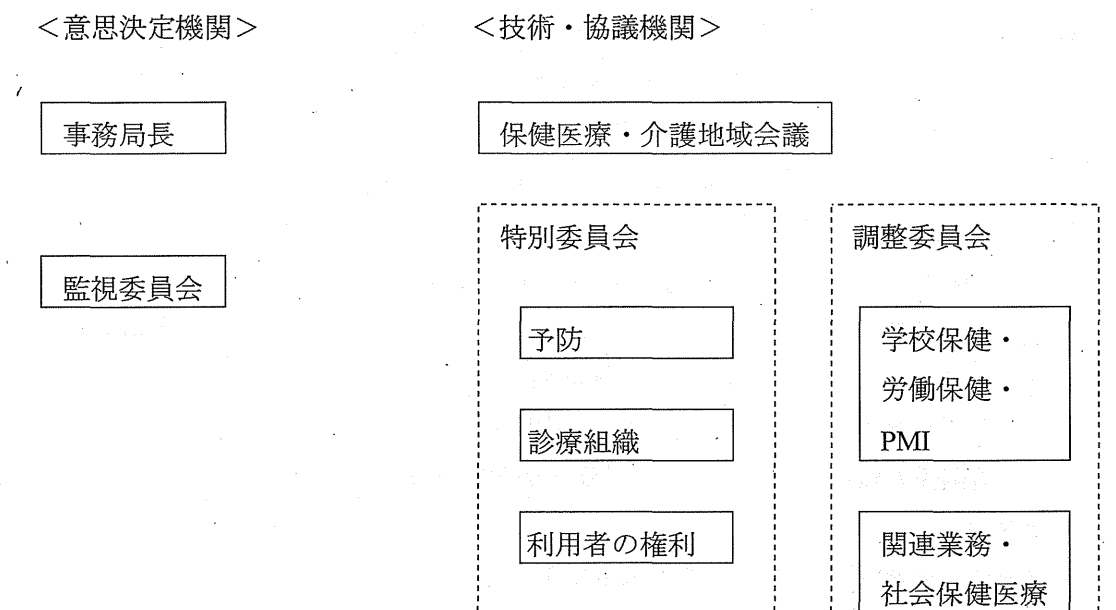 ＜意思決定機関＞
＜技術・協議機関＞
事務局長
保健医療・介護地域会議
監視委員会
特別委員会
予防
診療組織
利用者の権利
調整委員会
学校保健・
労働保健・
PMI
関連業務・
社会保健医療